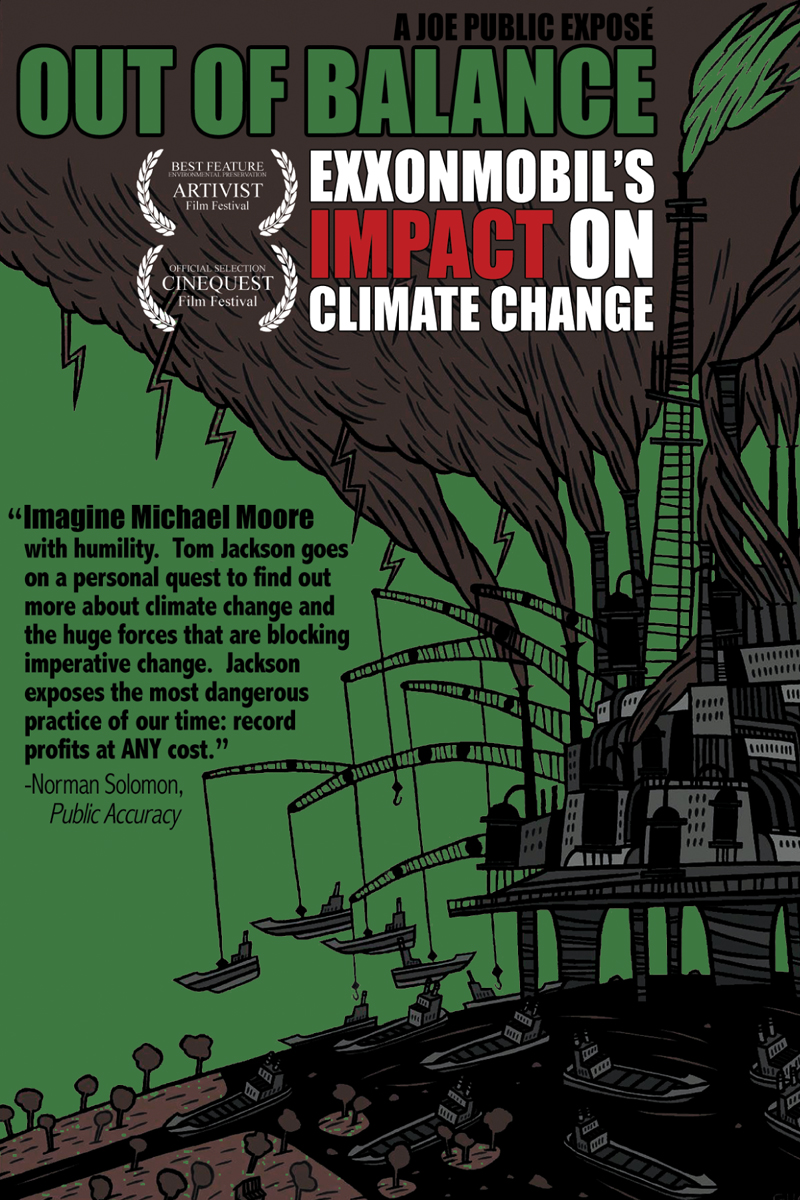 A JOE PUBLIC EXPOSÉ
OUT OF BALANCE
EXXONMOBIL'S
IMPACT ON
CLIMATE CHANGE
BEST FEATURE
ENVIRONMENTAL PRESERVATION
ARTIVIST
Film Festival
OFFICIAL SELECTION
CINEQUEST
Film Festival
“Imagine Michael Moore
with humility. Tom Jackson goes
on a personal quest to find out
more about climate change and
the huge forces that are blocking
imperative change. Jackson
exposes the most dangerous
practice of our time: record
profits at ANY cost.”
-Norman Solomon,
Public Accuracy